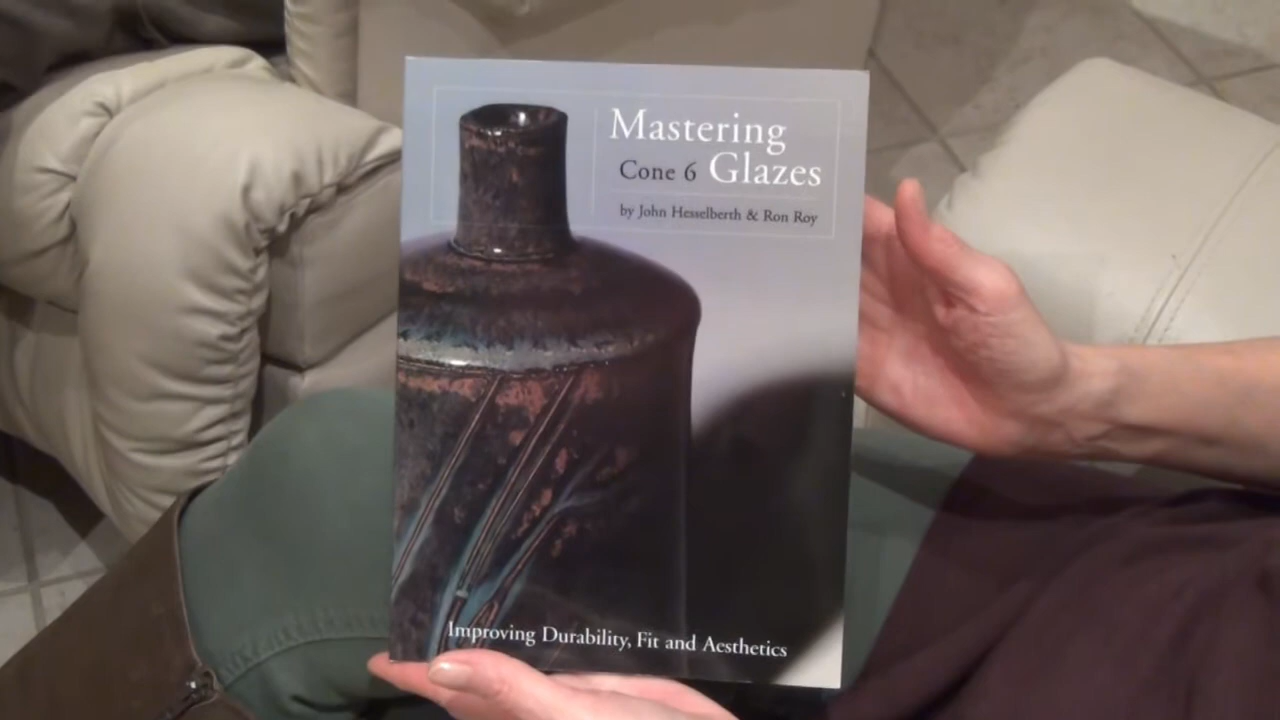 Mastering
Cone 6 Glazes
by John Hesselberth & Ron Roy
Improving Durability, Fit and Aesthetics